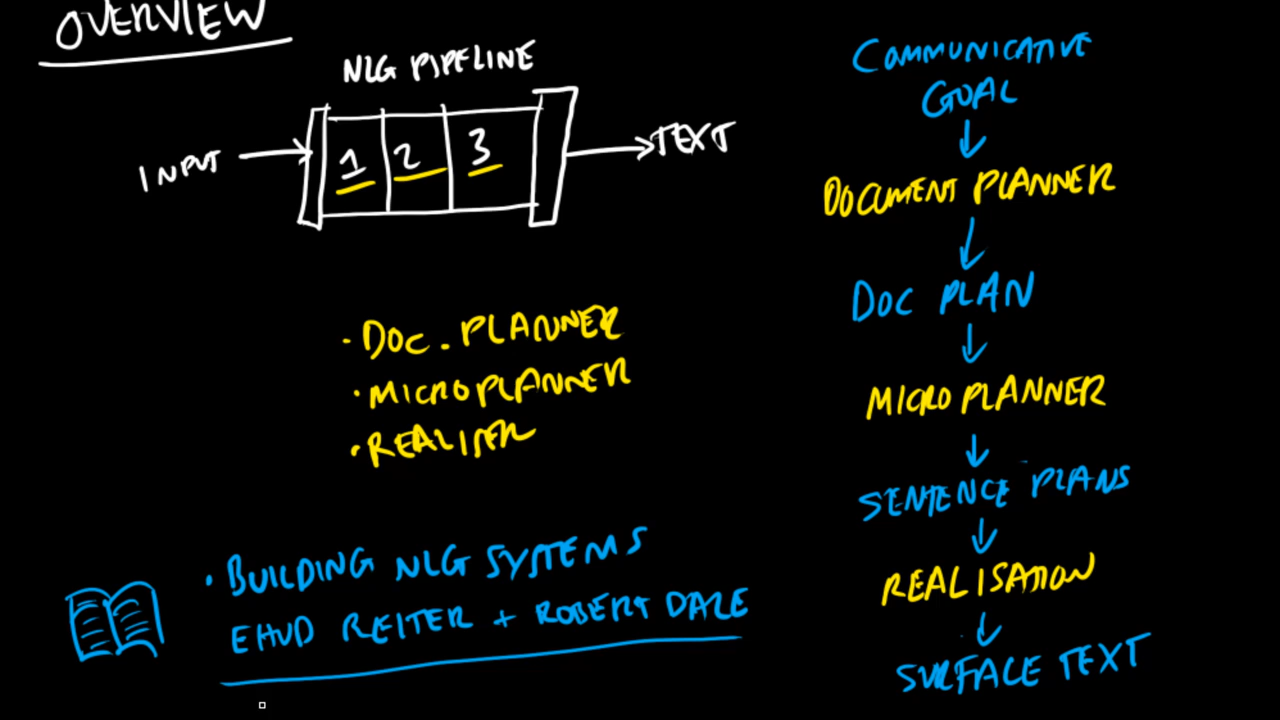 OVERVIEW
NLG PIPELINE
INPUT
1
2
3
TEXT
· DOC. PLANNER
· MICROPLANNER
· REALISER
· BUILDING NLG SYSTEMS
EHUD REITER + ROBERT DALE
COMMUNICATIVE
GOAL
DOCUMENT PLANNER
DOC PLAN
MICRO PLANNER
SENTENCE PLANS
REALISATION
SURFACE TEXT